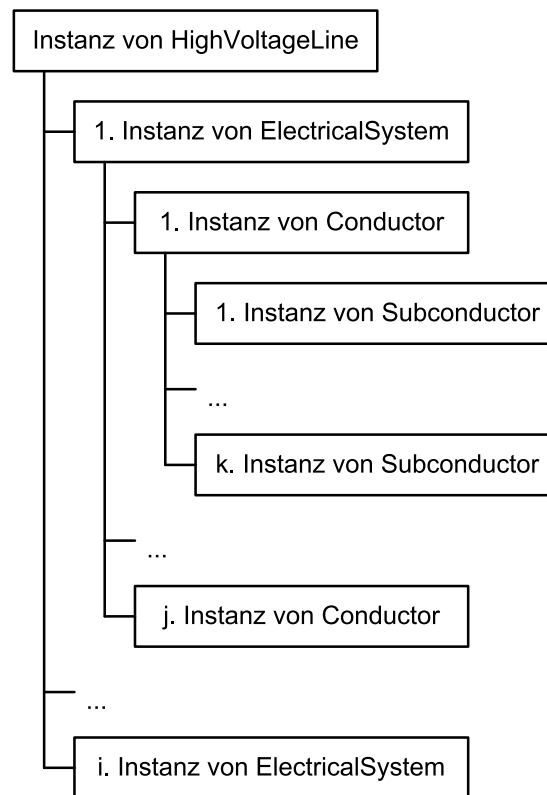 Instanz von HighVoltageLine
1. Instanz von ElectricalSystem
1. Instanz von Conductor
1. Instanz von Subconductor
...
k. Instanz von Subconductor
...
j. Instanz von Conductor
...
i. Instanz von ElectricalSystem